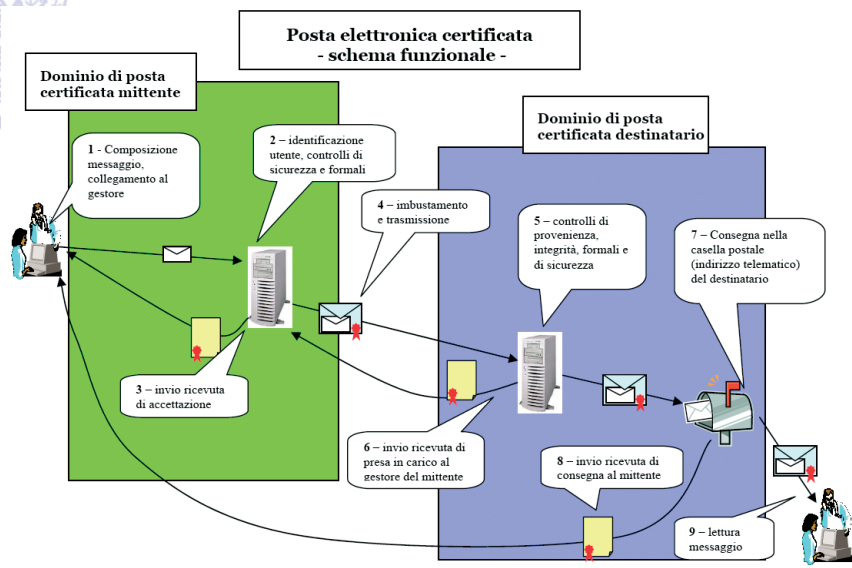 Posta elettronica certificata
- schema funzionale -
Dominio di posta
certificata mittente
Dominio di posta
certificata destinatario
1 - Composizione
messaggio,
collegamento al
gestore
2 – identificazione
utente, controlli di
sicurezza e formali
3 – invio ricevuta
di accettazione
4 – imbustamento
e trasmissione
5 – controlli di
provenienza,
integrità, formali e
di sicurezza
6 – invio ricevuta di
presa in carico al
gestore del mittente
7 – Consegna nella
casella postale
(indirizzo telematico)
del destinatario
8 – invio ricevuta di
consegna al mittente
9 – lettura
messaggio